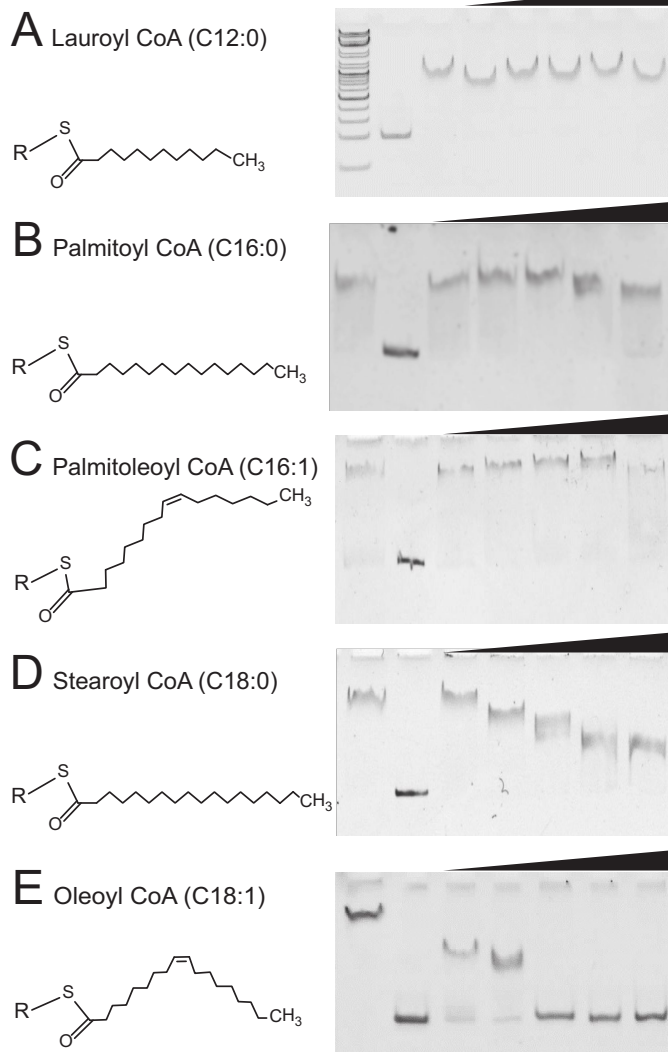 A Lauroyl CoA (C12:0)
S
R
O
CH3
B Palmitoyl CoA (C16:0)
S
R
O
CH3
C Palmitoleoyl CoA (C16:1)
CH3
S
R
O
D Stearoyl CoA (C18:0)
S
R
O
CH3
E Oleoyl CoA (C18:1)
S
R
O
CH3